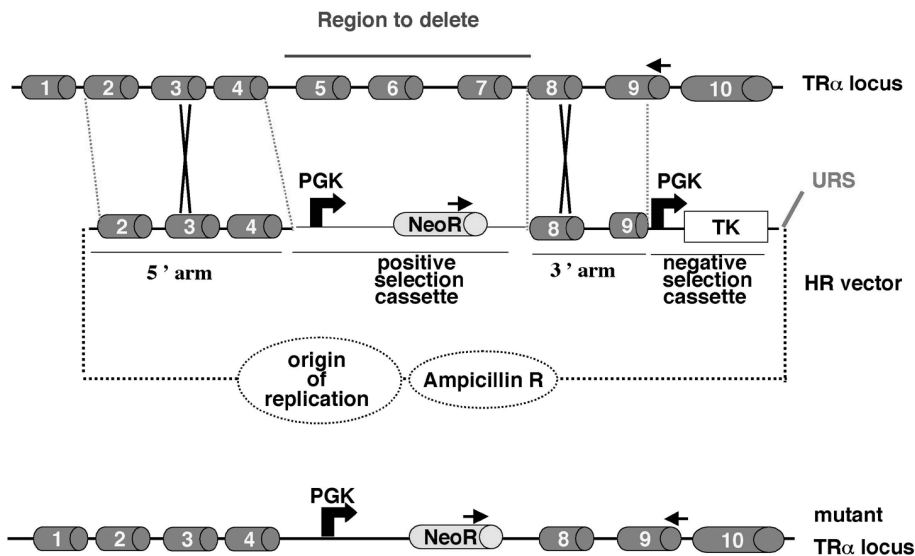 Region to delete
1 2 3 4 5 6 7 8 9 10
TRα locus
PGK
PGK
URS
2 3 4 NeoR 8 9 TK
5 ’ arm
positive
selection
cassette
3 ’ arm
negative
selection
cassette
HR vector
origin
of
replication
Ampicillin R
PGK
1 2 3 4 NeoR 8 9 10
mutant
TRα locus